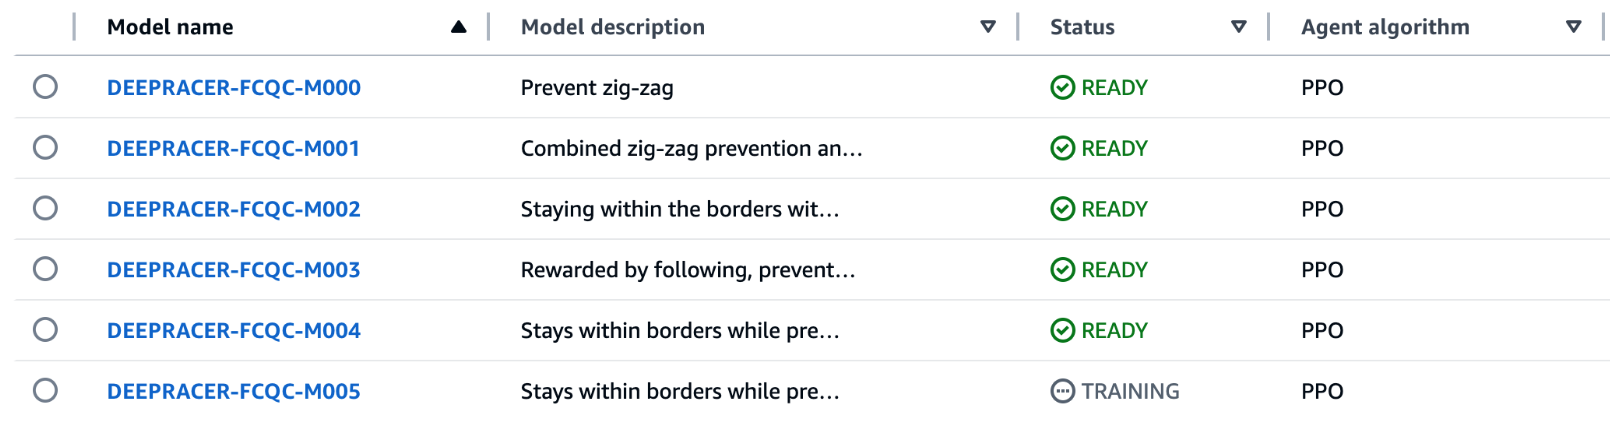 Model name Model description Status Agent algorithm
DEEPRACER-FCQC-M000 Prevent zig-zag READY PPO
DEEPRACER-FCQC-M001 Combined zig-zag prevention an... READY PPO
DEEPRACER-FCQC-M002 Staying within the borders wit... READY PPO
DEEPRACER-FCQC-M003 Rewarded by following, prevent... READY PPO
DEEPRACER-FCQC-M004 Stays within borders while pre... READY PPO
DEEPRACER-FCQC-M005 Stays within borders while pre... TRAINING PPO